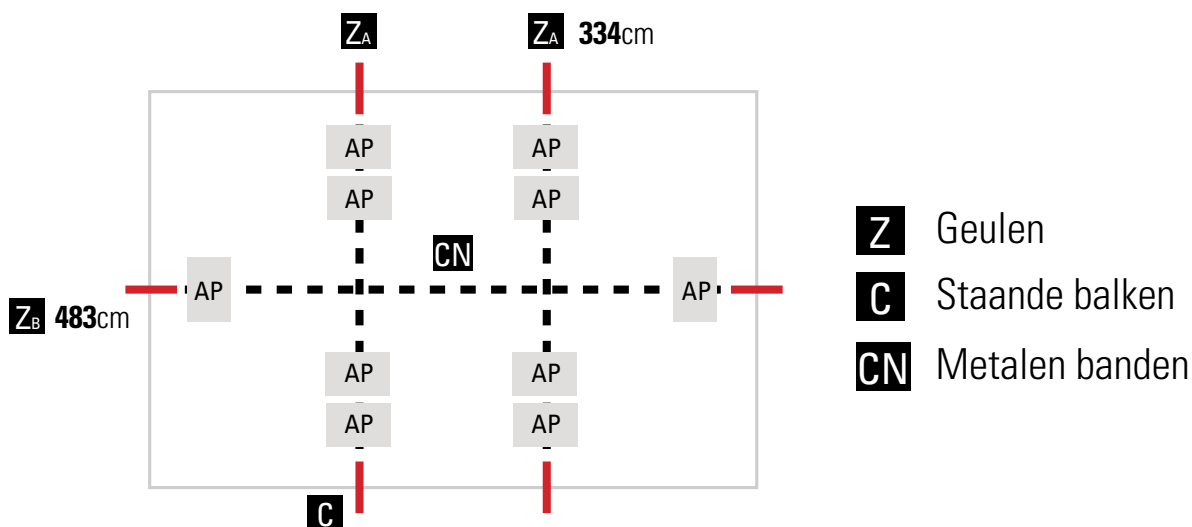 ZA ZA 334cm
AP AP
AP AP
CN
AP AP
ZB 483cm
AP AP
AP AP
C
Z Geulen
C Staande balken
CN Metalen banden